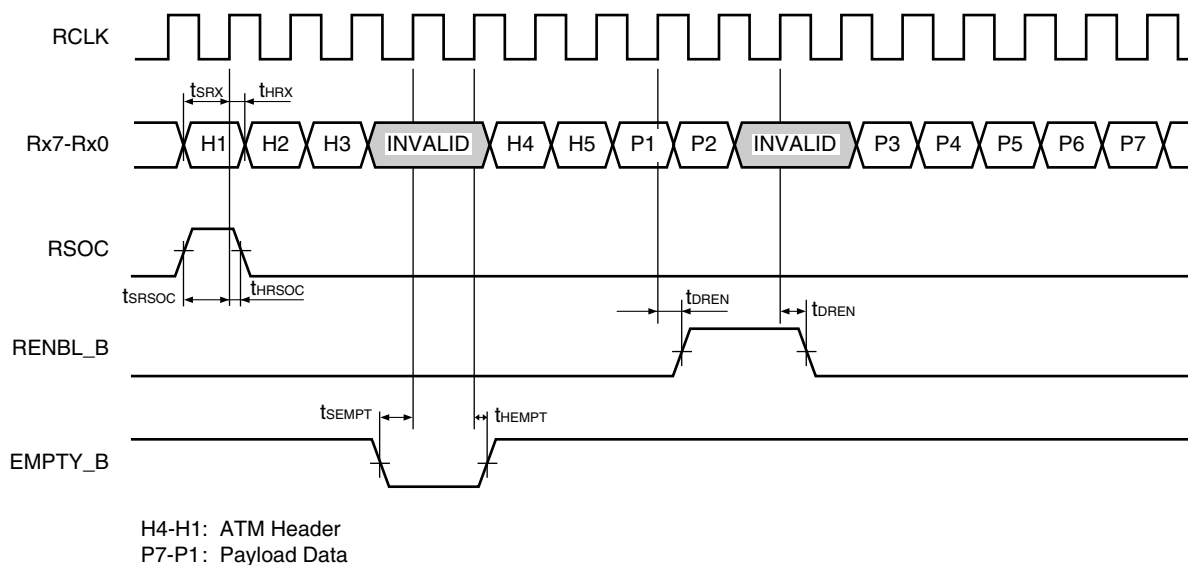 RCLK
tSRX tHRX
Rx7-Rx0 H1 H2 H3 INVALID H4 H5 P1 P2 INVALID P3 P4 P5 P6 P7
RSOC
tSRSOC tHRSOC
tDREN tDREN
RENBL_B
tSEMPT tHEMPT
EMPTY_B
H4-H1: ATM Header
P7-P1: Payload Data